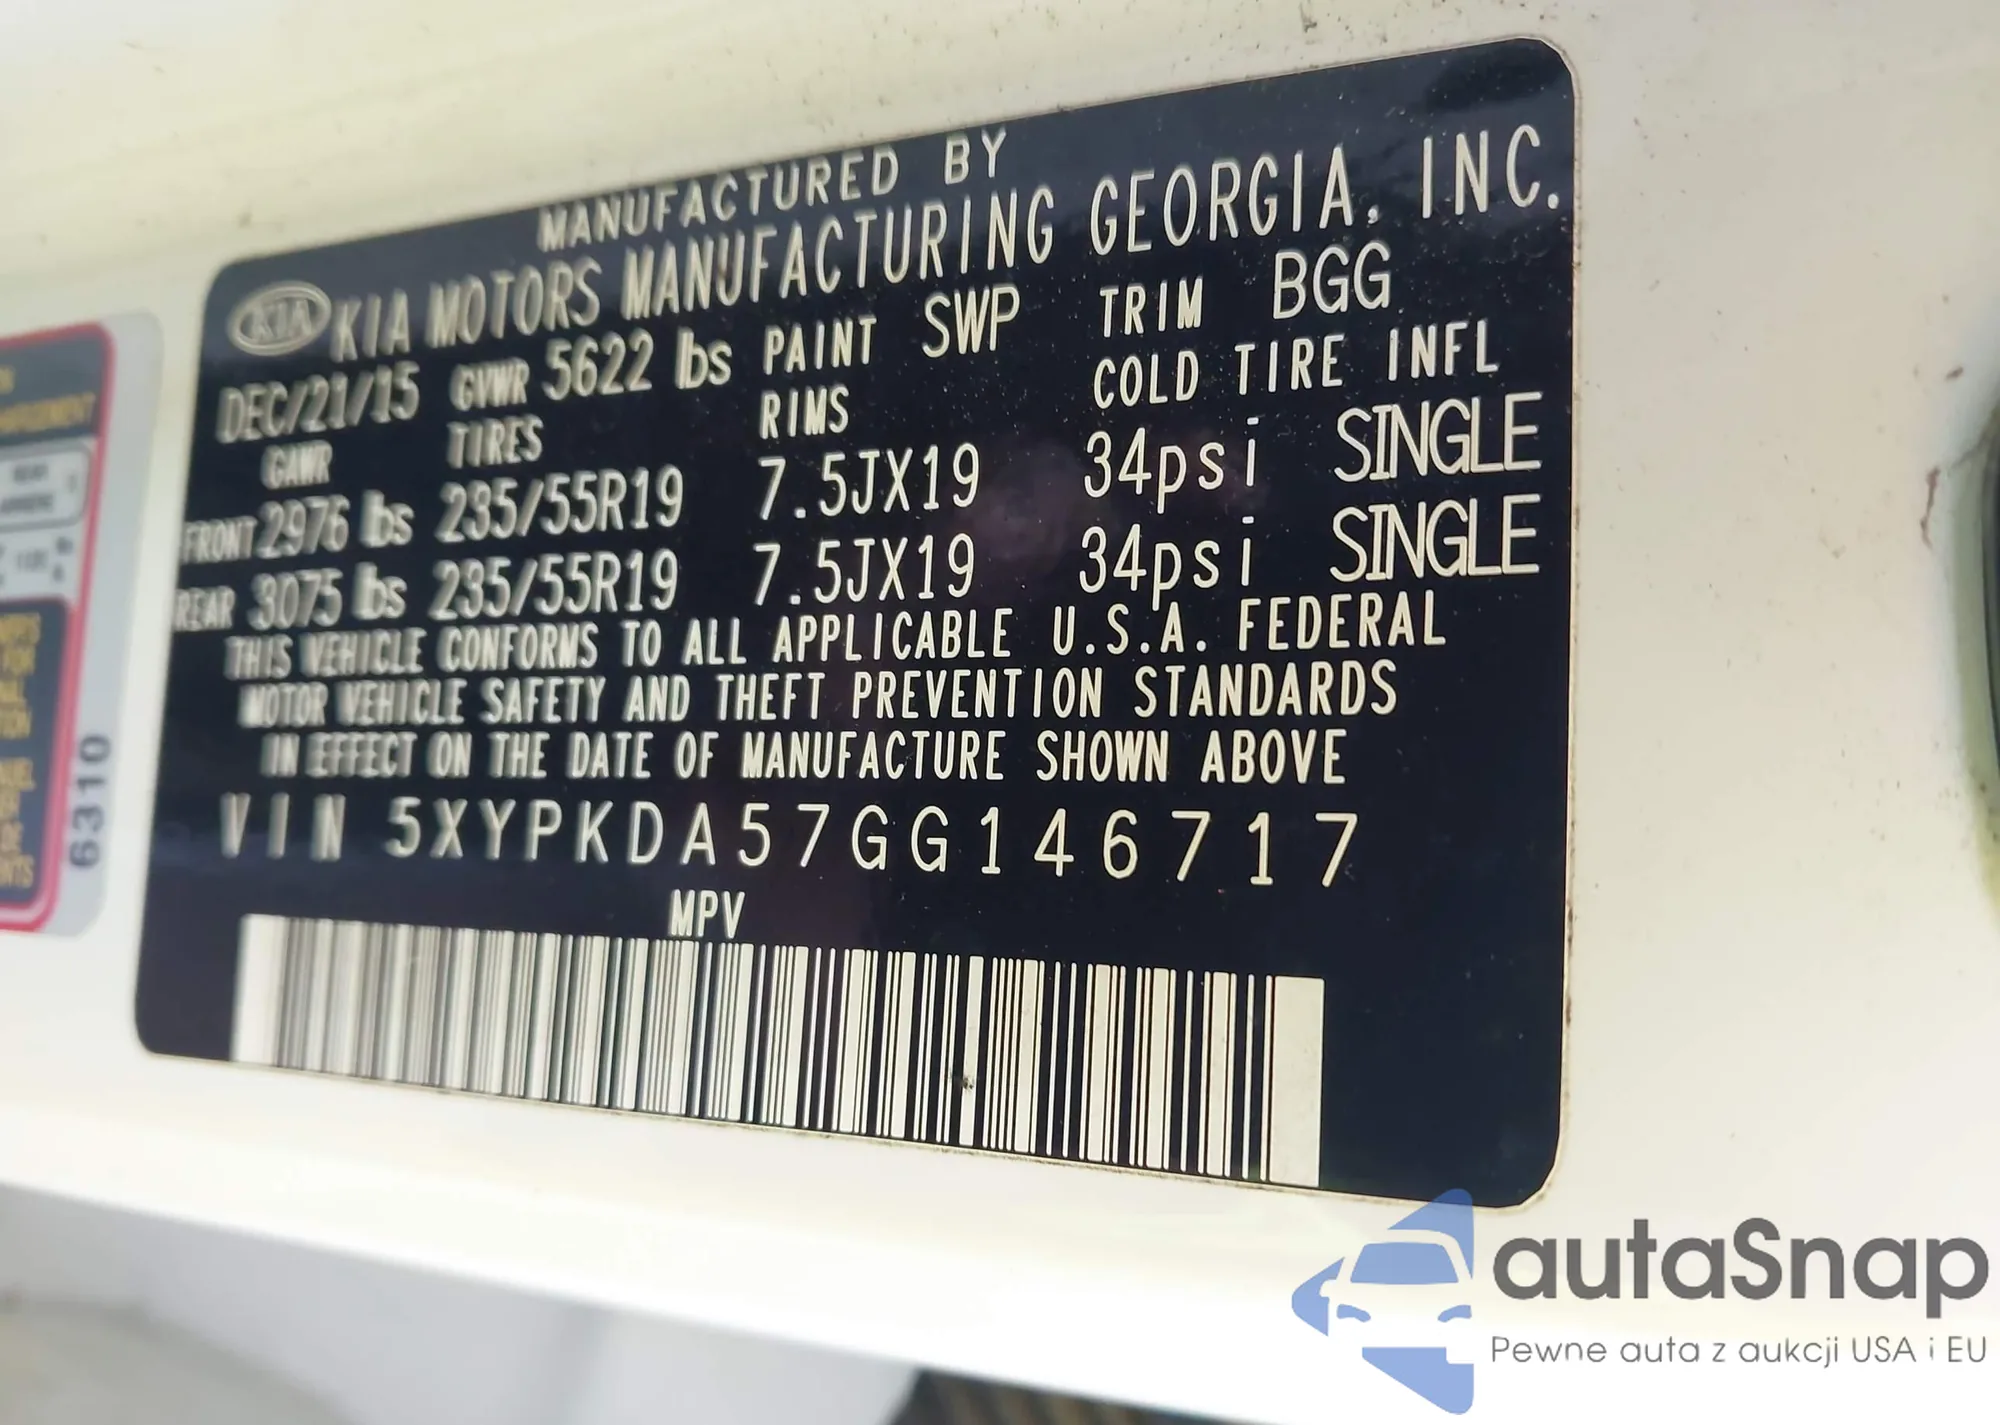 MANUFACTURED BY
KIA KIA MOTORS MANUFACTURING GEORGIA, INC.
DEC/21/15 GVWR 5622 lbs PAINT SWP TRIM BGG
GAWR TIRES RIMS COLD TIRE INFL
FRONT 2976 lbs 235/55R19 7.5JX19 34psi SINGLE
REAR 3075 lbs 235/55R19 7.5JX19 34psi SINGLE
THIS VEHICLE CONFORMS TO ALL APPLICABLE U.S.A. FEDERAL
MOTOR VEHICLE SAFETY AND THEFT PREVENTION STANDARDS
IN EFFECT ON THE DATE OF MANUFACTURE SHOWN ABOVE
VIN 5XYPKDA57GG146717
MPV
6310
autaSnap
Pewne auta z aukcji USA i EU